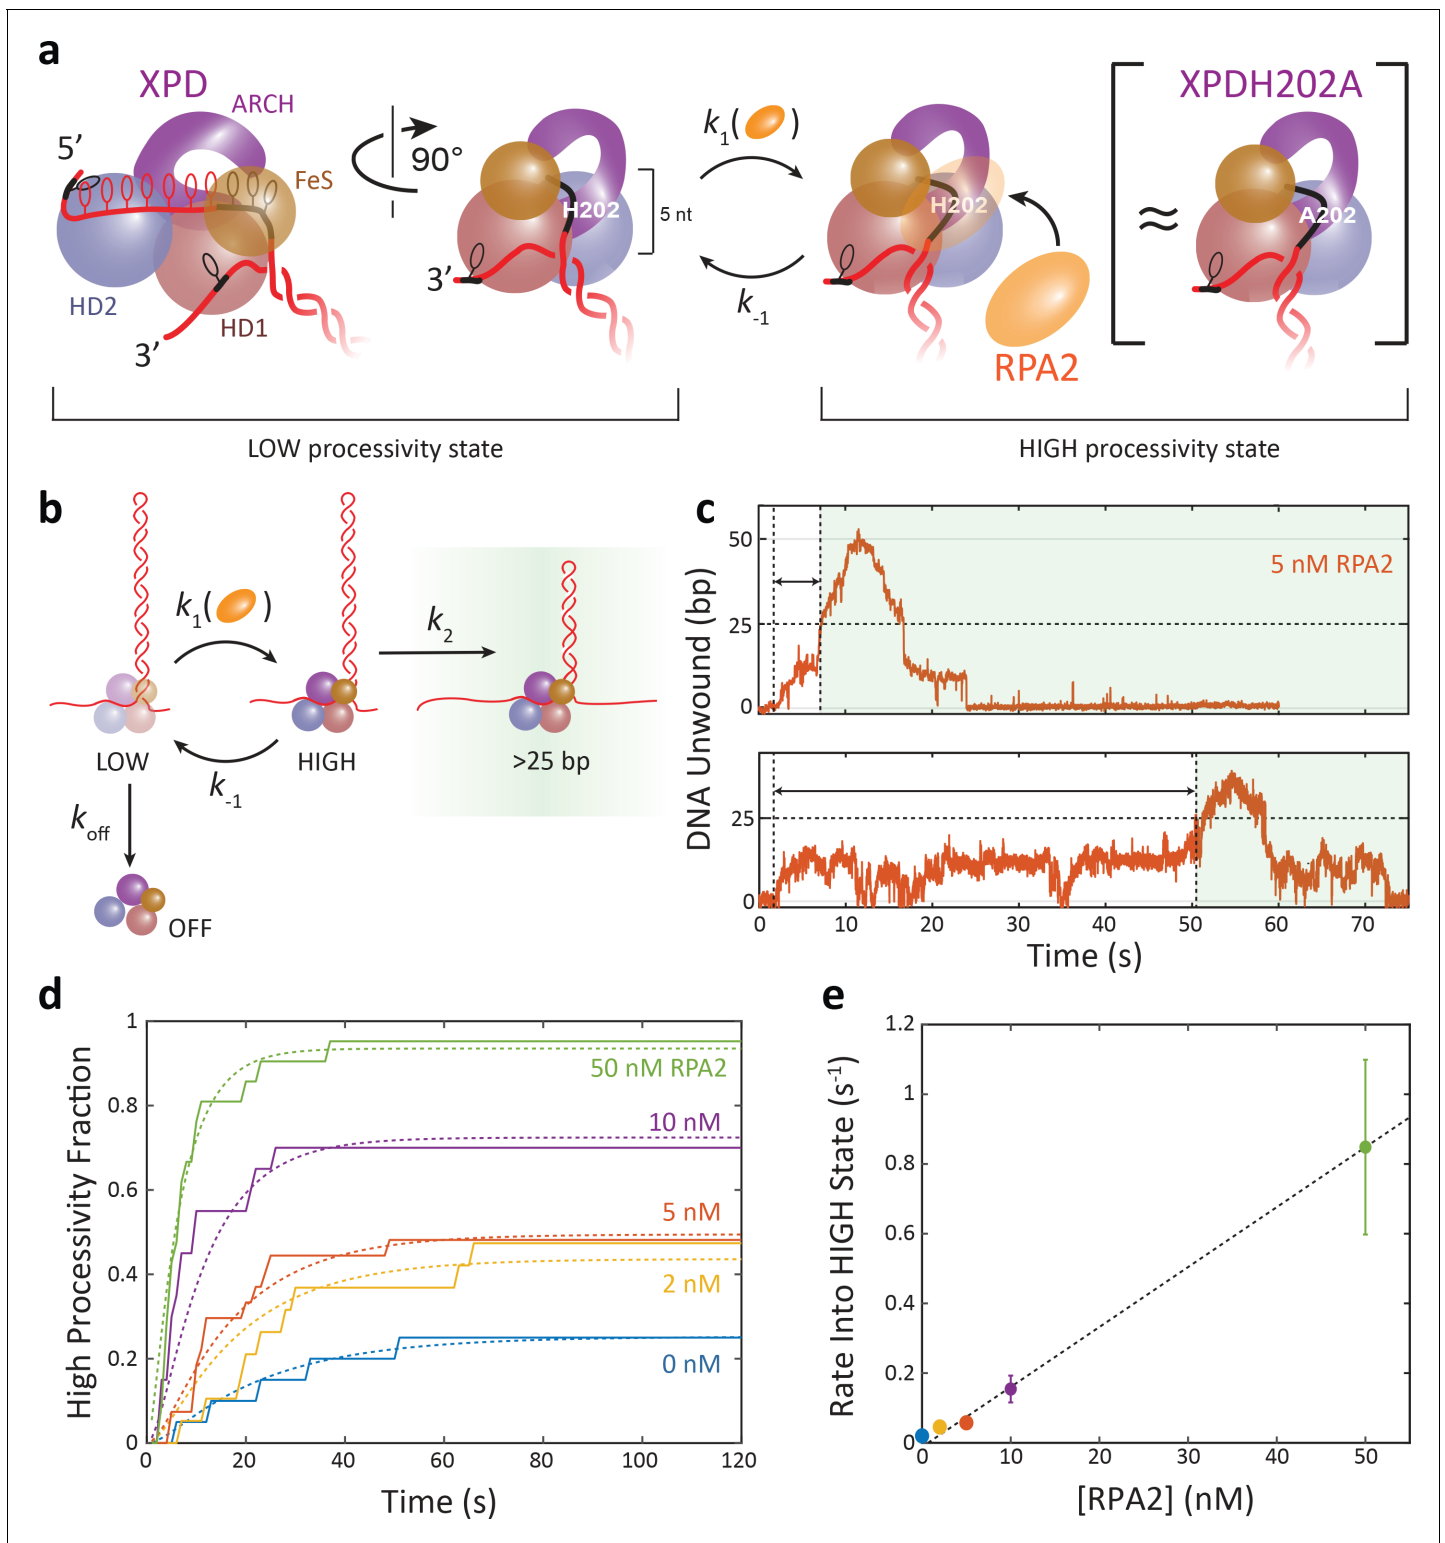 a
XPD
ARCH
5’
FeS
HD2
HD1
3’
90°
H202
5 nt
3’
k1( )
k-1
H202
RPA2
≈
XPDH202A
A202
LOW processivity state
HIGH processivity state
b
k1( )
k2
k-1
LOW
HIGH
>25 bp
koff
OFF
c
DNA Unwound (bp)
50
25
0
5 nM RPA2
25
0
0 10 20 30 40 50 60 70
Time (s)
d
High Processivity Fraction
1
0.8
0.6
0.4
0.2
0
50 nM RPA2
10 nM
5 nM
2 nM
0 nM
0 20 40 60 80 100 120
Time (s)
e
Rate Into HIGH State (s-1)
1.2
1
0.8
0.6
0.4
0.2
0
0 10 20 30 40 50
[RPA2] (nM)